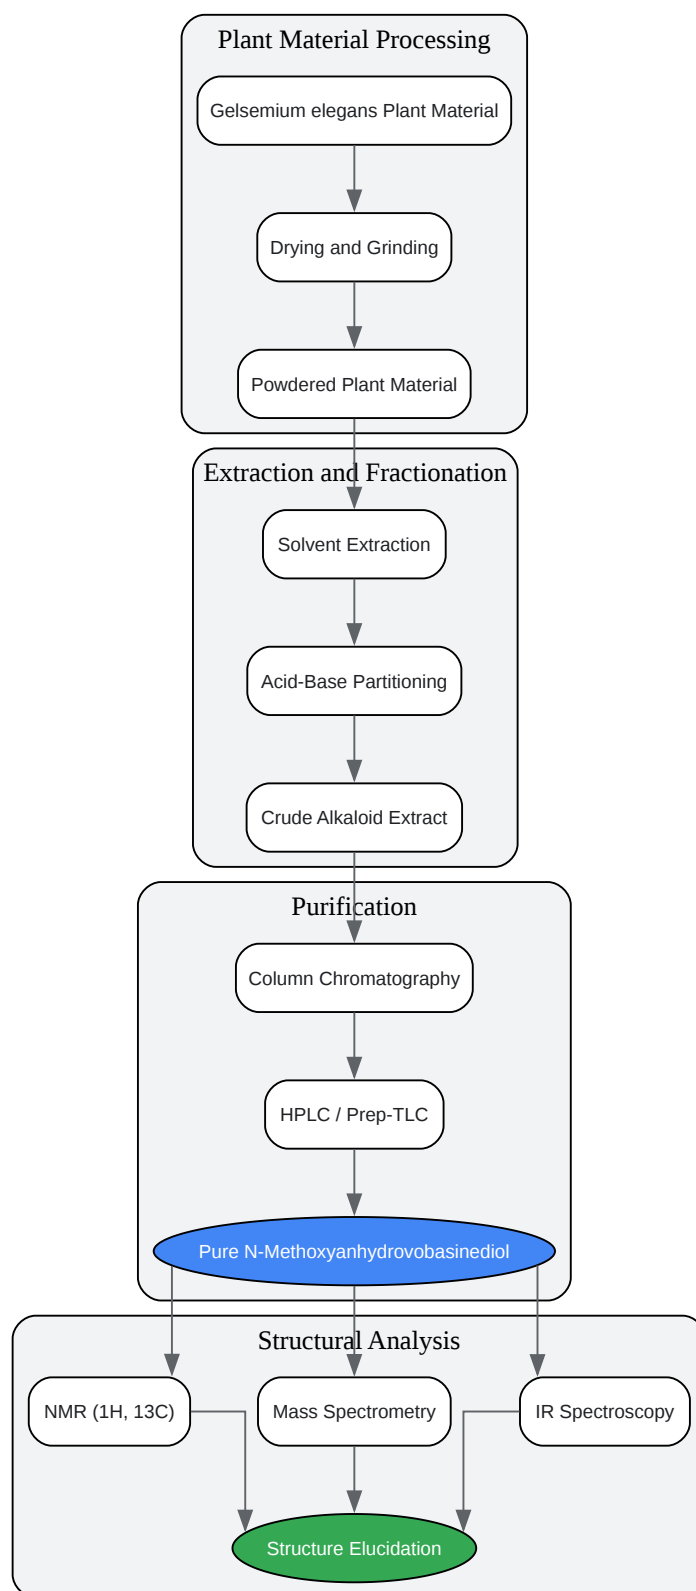 Plant Material Processing
Gelsemium elegans Plant Material
Drying and Grinding
Powdered Plant Material
Extraction and Fractionation
Solvent Extraction
Acid-Base Partitioning
Crude Alkaloid Extract
Purification
Column Chromatography
HPLC / Prep-TLC
Pure N-Methoxyanhydrovobasinediol
Structural Analysis
NMR (1H, 13C)
Mass Spectrometry
IR Spectroscopy
Structure Elucidation